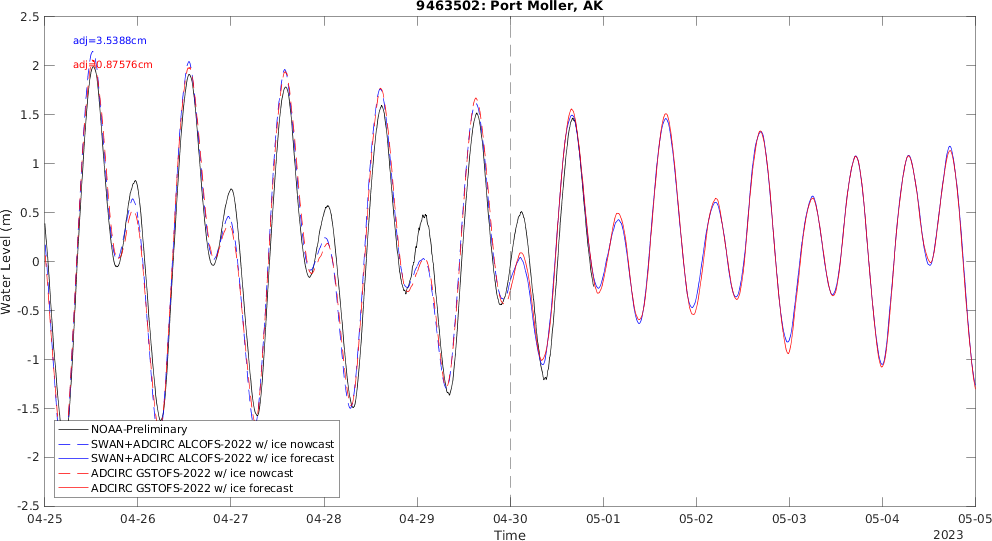 9463502: Port Moller, AK
2.5
2
1.5
1
0.5
0
-0.5
-1
-1.5
-2
-2.5
Water Level (m)
adj=3.5388cm
adj=0.87576cm
NOAA-Preliminary
SWAN+ADCIRC ALCOFS-2022 w/ ice nowcast
SWAN+ADCIRC ALCOFS-2022 w/ ice forecast
ADCIRC GSTOFS-2022 w/ ice nowcast
ADCIRC GSTOFS-2022 w/ ice forecast
04-25 04-26 04-27 04-28 04-29 04-30 05-01 05-02 05-03 05-04 05-05
Time
2023